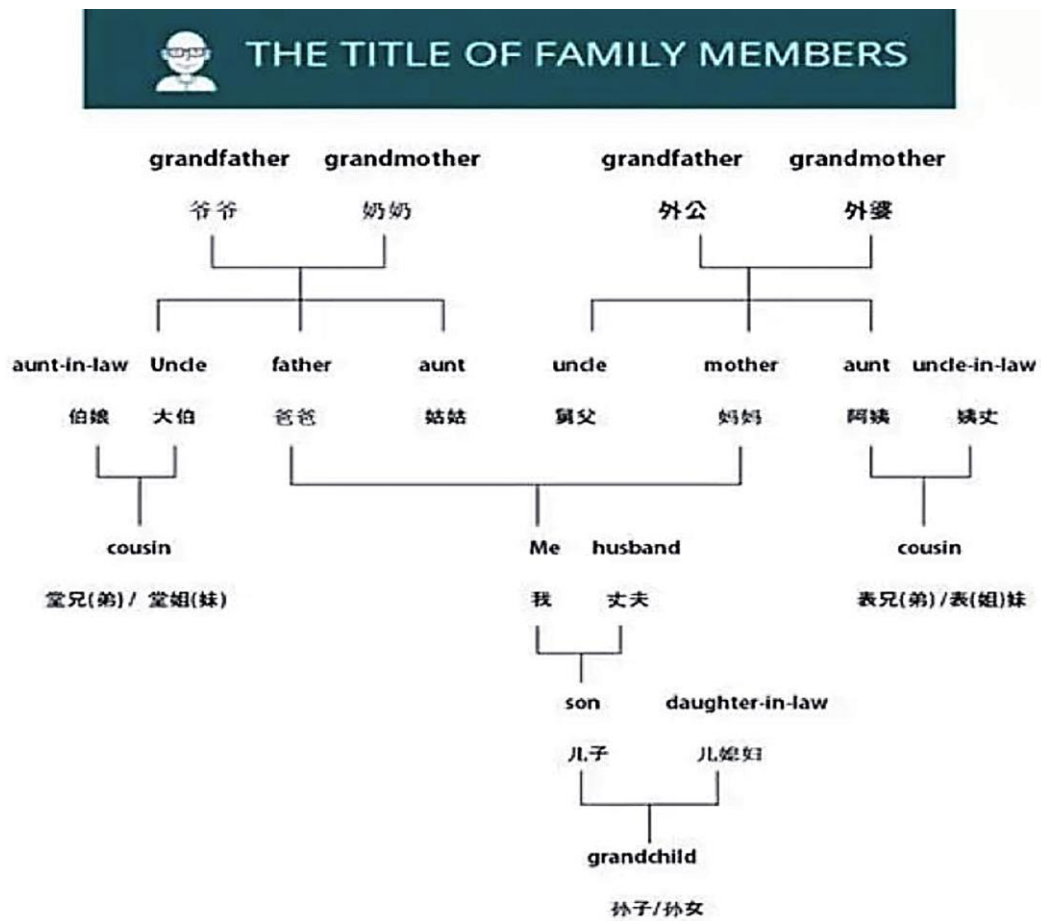 THE TITLE OF FAMILY MEMBERS
grandfather grandmother grandfather grandmother
爷爷 奶奶 外公 外婆
aunt-in-law Uncle father aunt uncle mother aunt uncle-in-law
伯娘 大伯 爸爸 姑姑 舅父 妈妈 阿姨 姨丈
cousin Me husband cousin
堂兄(弟)/ 堂姐(妹) 我 丈夫 表兄(弟)/表(姐)妹
son daughter-in-law
儿子 儿媳妇
grandchild
孙子/孙女